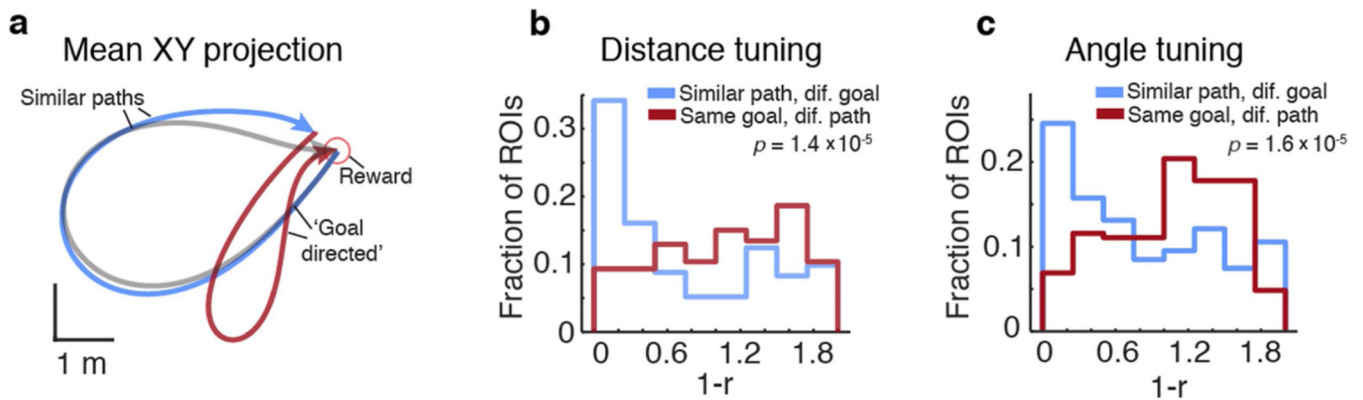 a
Mean XY projection
Similar paths
Reward
'Goal
directed'
1 m
b
Distance tuning
Similar path, dif. goal
Same goal, dif. path
p = 1.4 ×10-5
Fraction of ROIs
0.3
0.2
0.1
0
0 0.6 1.2 1.8
1-r
c
Angle tuning
Similar path, dif. goal
Same goal, dif. path
p = 1.6 ×10-5
Fraction of ROIs
0.2
0.1
0
0 0.6 1.2 1.8
1-r